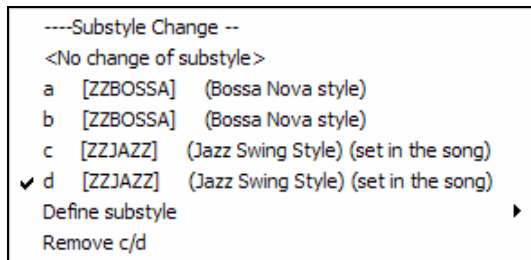 ----Substyle Change --
<No change of substyle>
a [ZZBOSSA] (Bossa Nova style)
b [ZZBOSSA] (Bossa Nova style)
c [ZZJAZZ] (Jazz Swing Style) (set in the song)
d [ZZJAZZ] (Jazz Swing Style) (set in the song)
Define substyle
Remove c/d